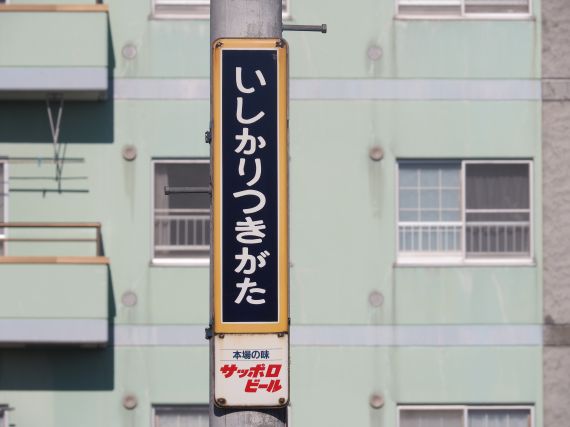 いしかりつきがた
本場の味
サッポロ
ビール